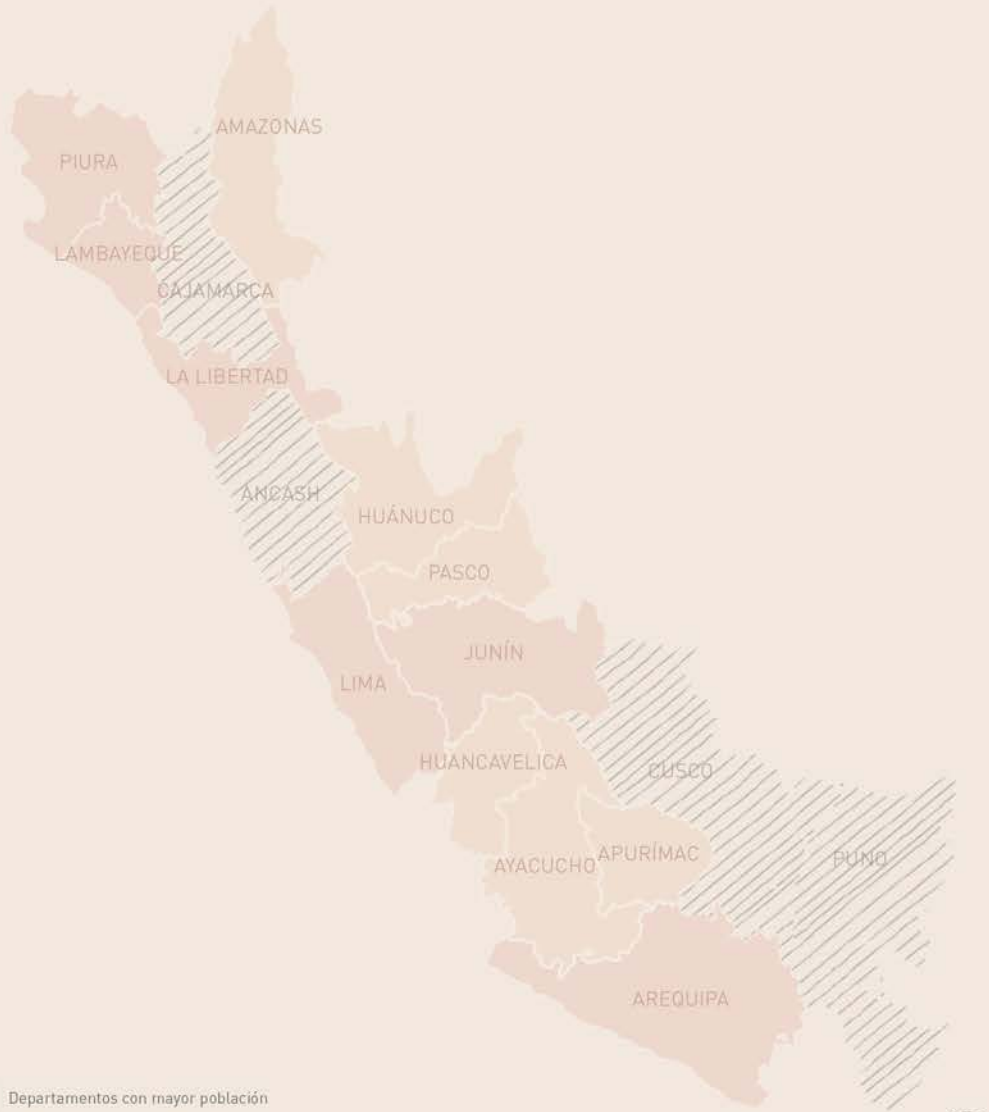 AMAZONAS
PIURA
LAMBAYEQUE
CAJAMARCA
LA LIBERTAD
ANCASH
HUÁNUCO
PASCO
JUNÍN
LIMA
HUANCAVELICA
CUSCO
AYACUCHO
APURÍMAC
PUNO
AREQUIPA
Departamentos con mayor población